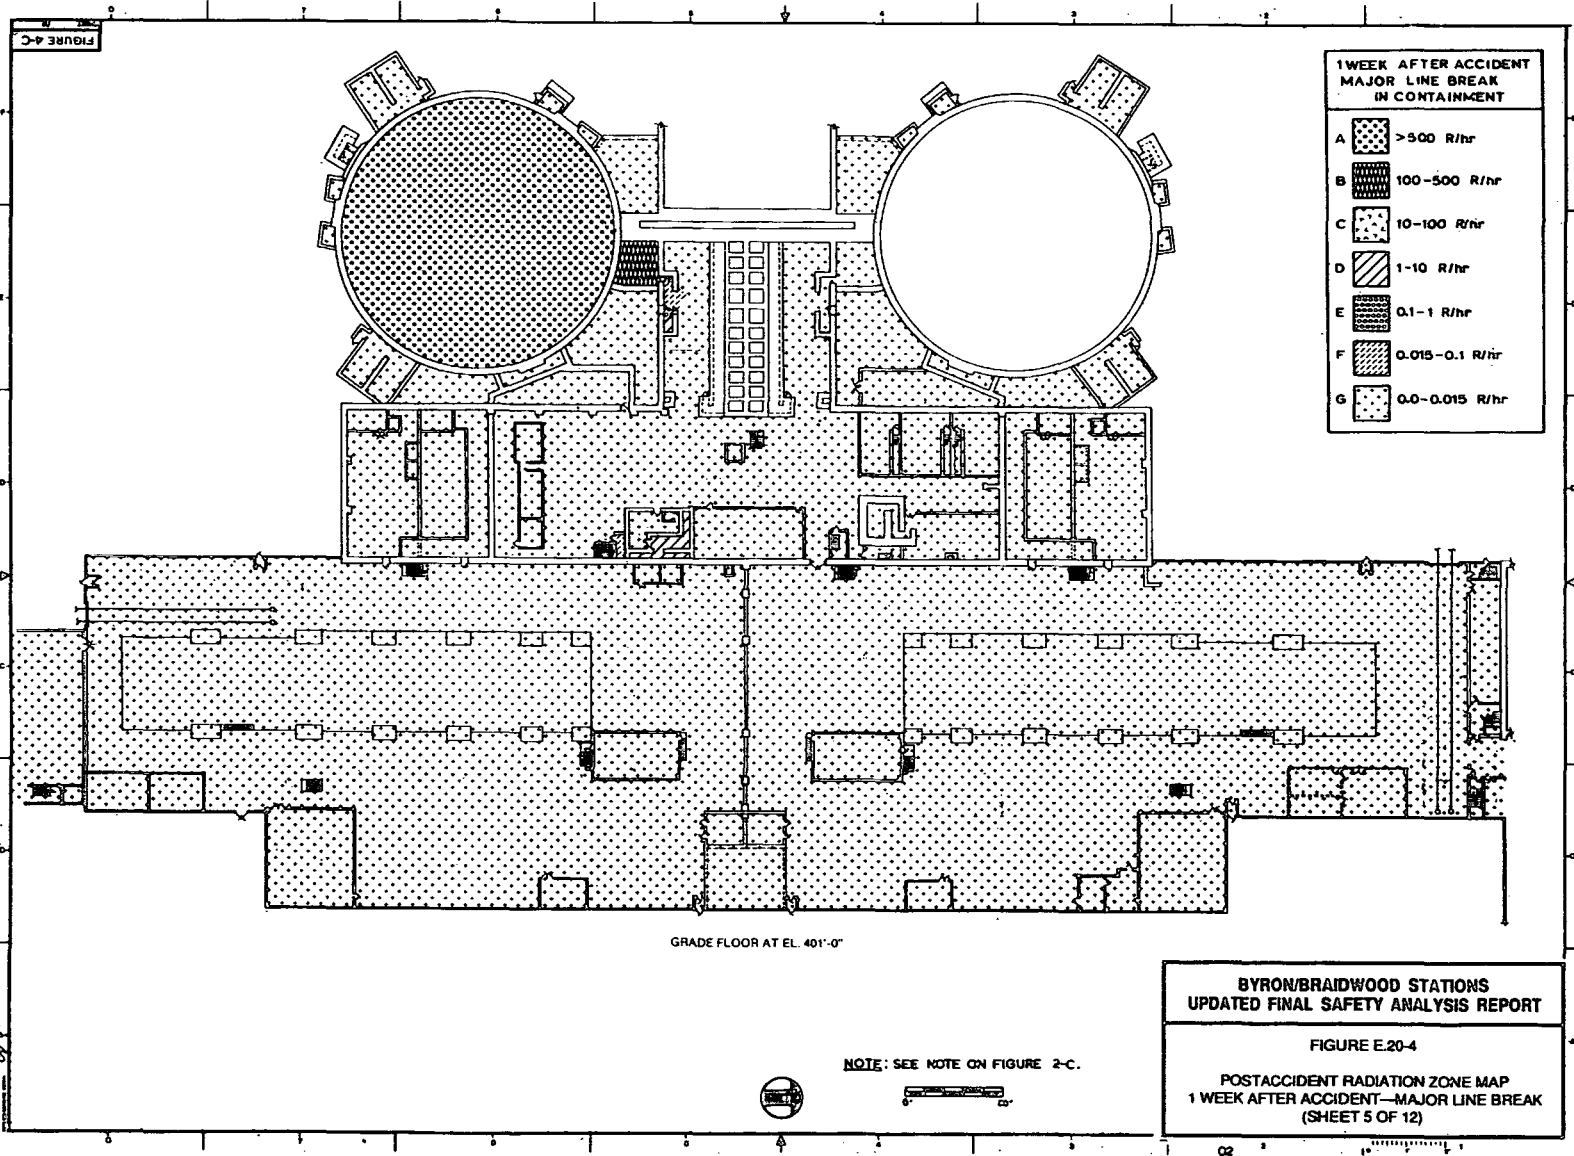 FIGURE 4-C
1 WEEK AFTER ACCIDENT
MAJOR LINE BREAK
IN CONTAINMENT
A >500 R/hr
B 100-500 R/hr
C 10-100 R/hr
D 1-10 R/hr
E 0.1-1 R/hr
F 0.015-0.1 R/hr
G 0.0-0.015 R/hr
GRADE FLOOR AT EL. 401'-0"
NOTE: SEE NOTE ON FIGURE 2-C.
BYRON/BRAIDWOOD STATIONS
UPDATED FINAL SAFETY ANALYSIS REPORT
FIGURE E.20-4
POSTACCIDENT RADIATION ZONE MAP
1 WEEK AFTER ACCIDENT—MAJOR LINE BREAK
(SHEET 5 OF 12)